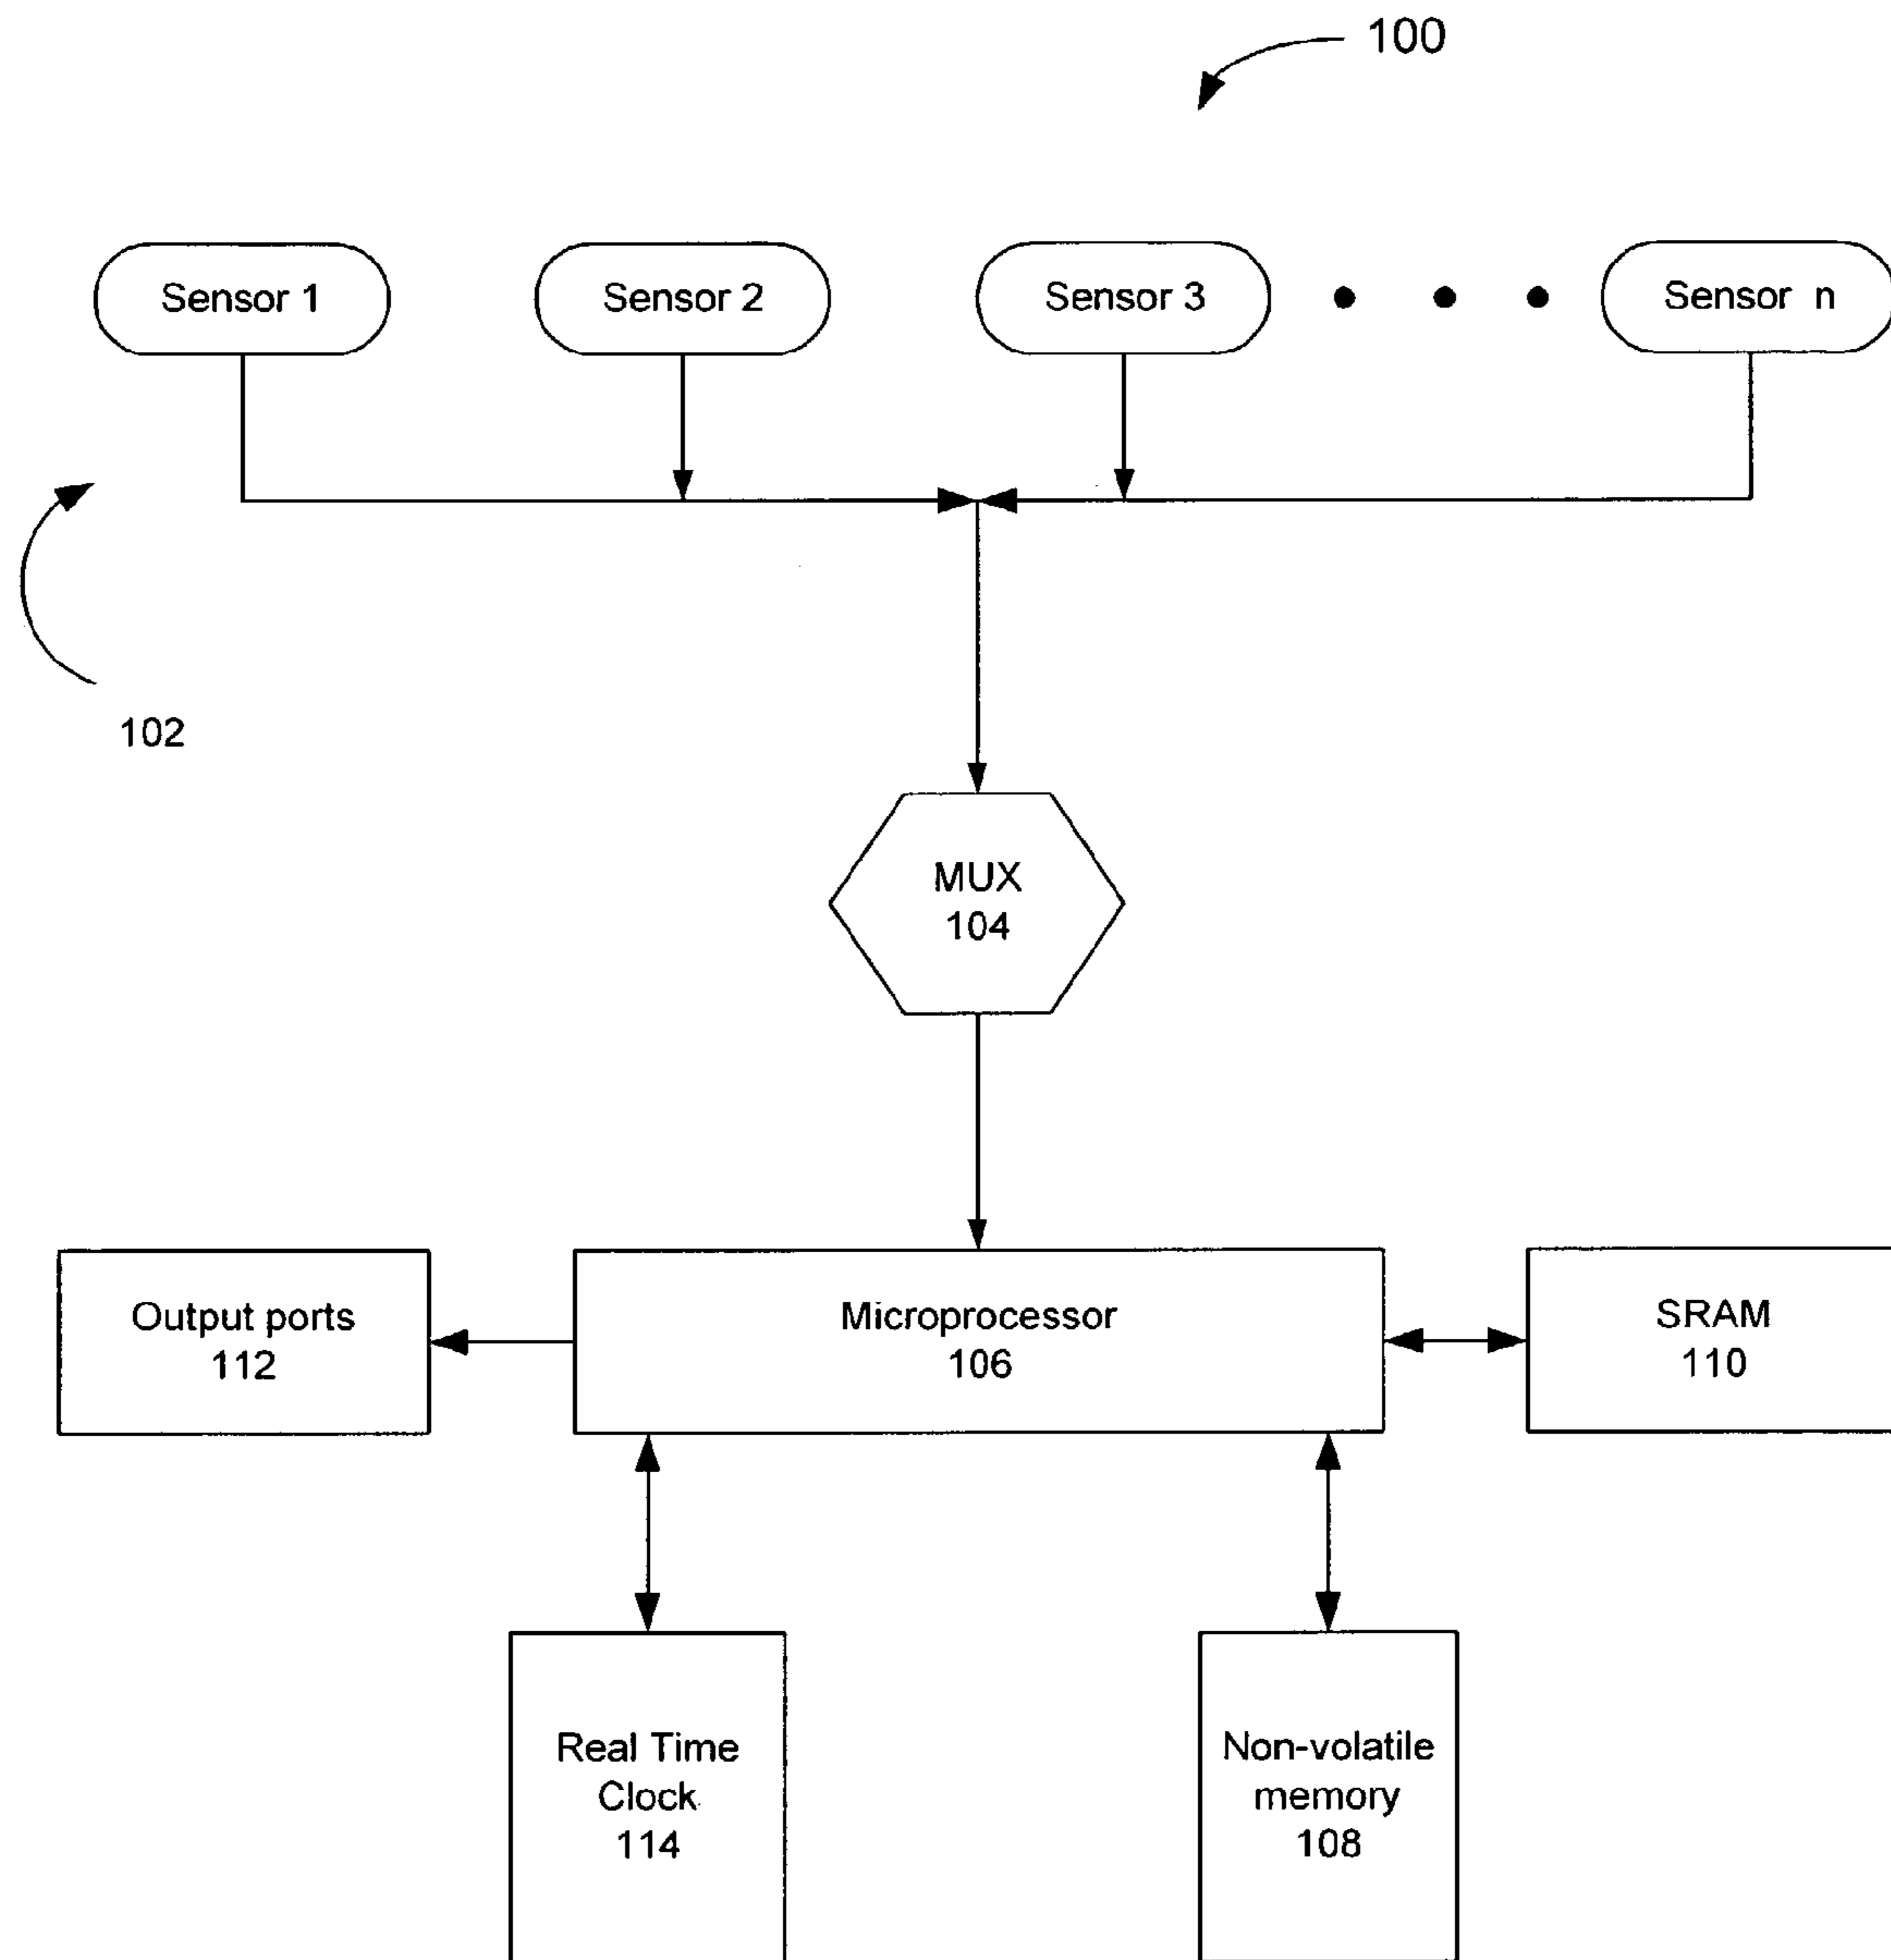 100
Sensor 1
Sensor 2
Sensor 3
Sensor n
102
MUX
104
Output ports
112
Microprocessor
106
SRAM
110
Real Time
Clock
114
Non-volatile
memory
108